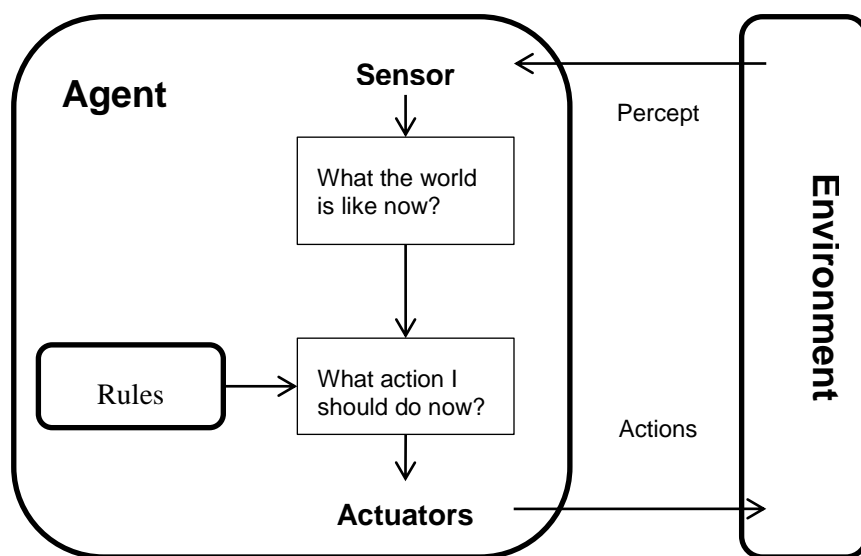 Agent
Sensor
Percept
What the world
is like now?
Environment
Rules
What action I
should do now?
Actions
Actuators